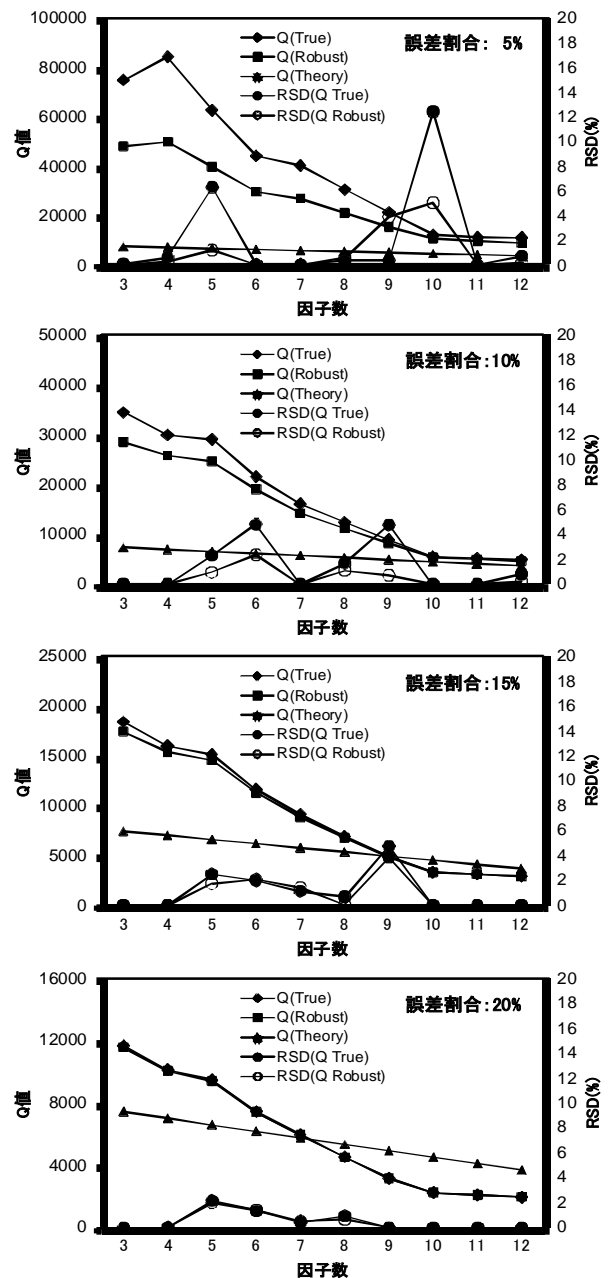 誤差割合: 5%
Q(True)
Q(Robust)
Q(Theory)
RSD(Q True)
RSD(Q Robust)
Q値
100000
80000
60000
40000
20000
0
RSD(%)
20
18
16
14
12
10
8
6
4
2
0
3 4 5 6 7 8 9 10 11 12
因子数
誤差割合:10%
Q(True)
Q(Robust)
Q(Theory)
RSD(Q True)
RSD(Q Robust)
Q値
50000
40000
30000
20000
10000
0
RSD(%)
20
18
16
14
12
10
8
6
4
2
0
3 4 5 6 7 8 9 10 11 12
因子数
誤差割合:15%
Q(True)
Q(Robust)
Q(Theory)
RSD(Q True)
RSD(Q Robust)
Q値
25000
20000
15000
10000
5000
0
RSD(%)
20
18
16
14
12
10
8
6
4
2
0
3 4 5 6 7 8 9 10 11 12
因子数
誤差割合:20%
Q(True)
Q(Robust)
Q(Theory)
RSD(Q True)
RSD(Q Robust)
Q値
16000
12000
8000
4000
0
RSD(%)
20
18
16
14
12
10
8
6
4
2
0
3 4 5 6 7 8 9 10 11 12
因子数